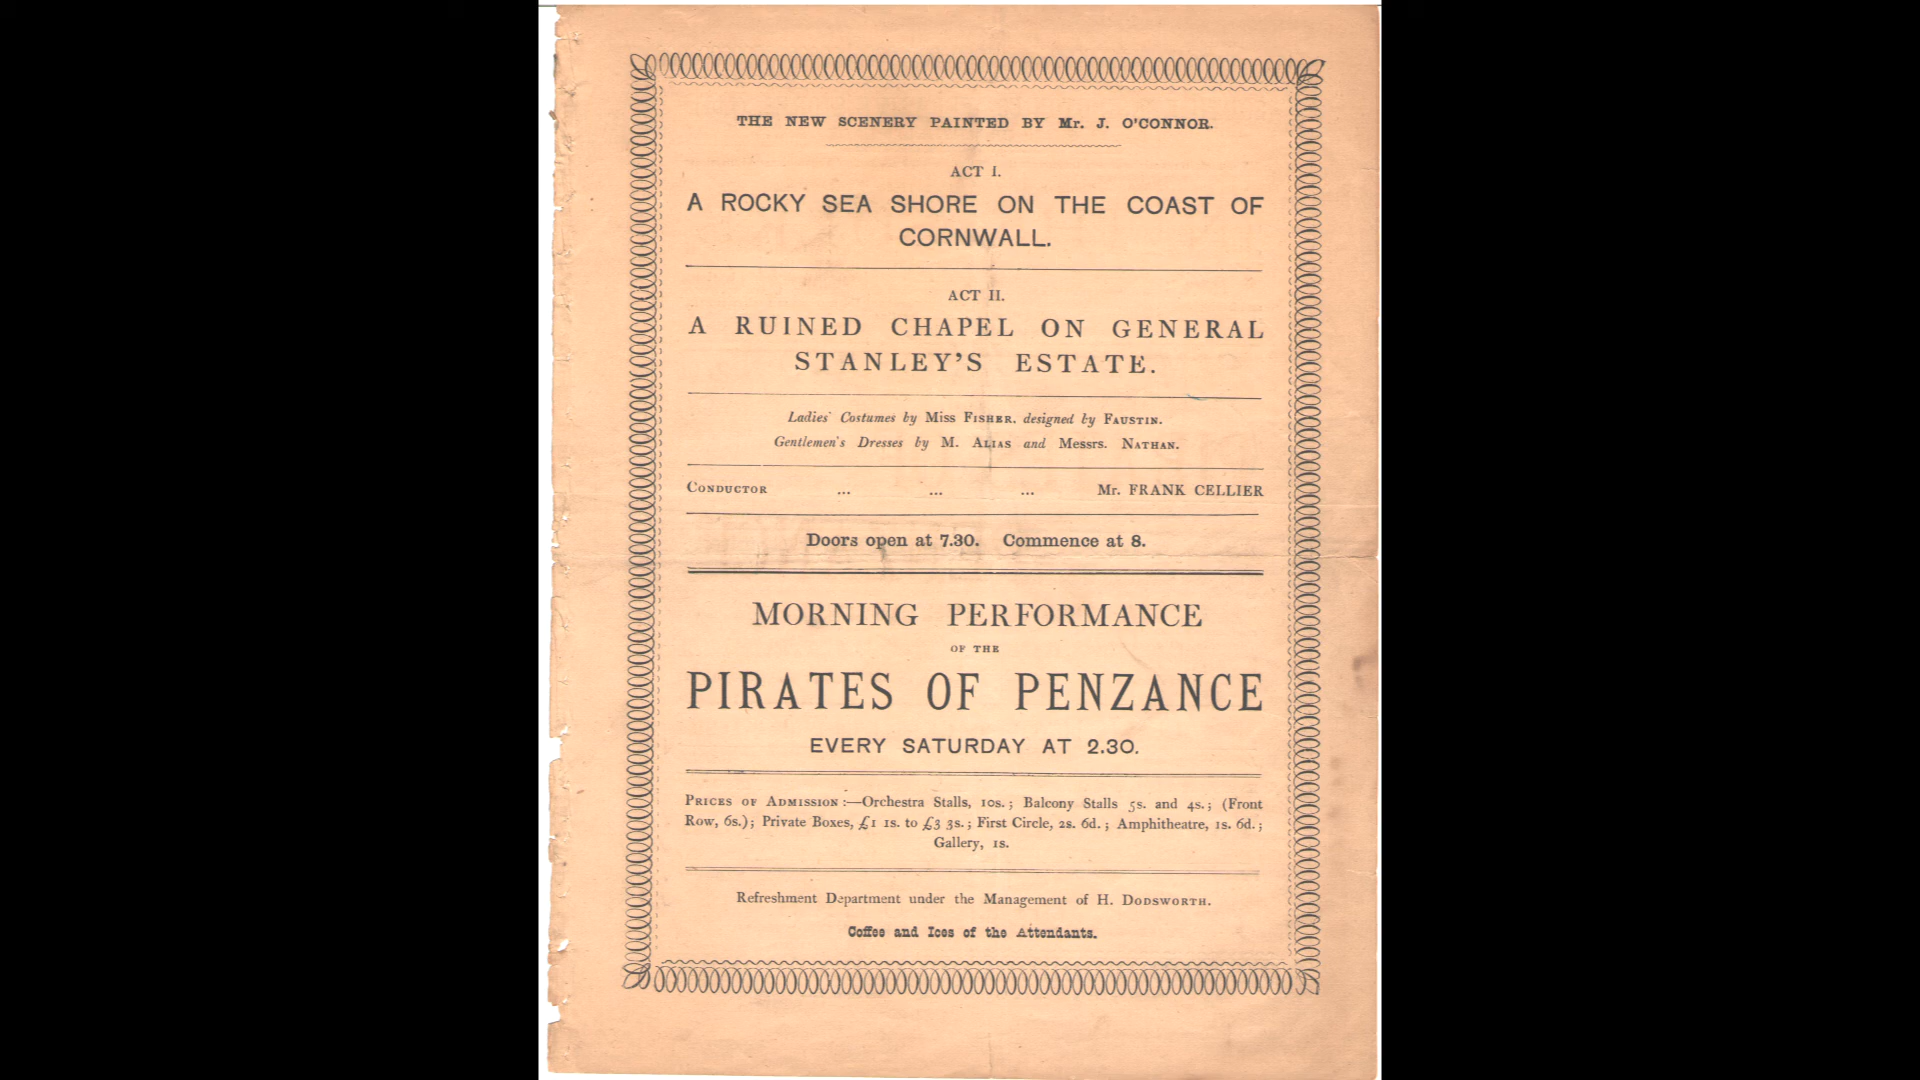 THE NEW SCENERY PAINTED BY Mr. J. O'CONNOR.
ACT I.
A ROCKY SEA SHORE ON THE COAST OF
CORNWALL.
ACT II.
A RUINED CHAPEL ON GENERAL
STANLEY'S ESTATE.
Ladies' Costumes by Miss FISHER, designed by FAUSTIN.
Gentlemen's Dresses by M. ALIAS and Messrs. NATHAN.
CONDUCTOR ... ... ... Mr. FRANK CELLIER
Doors open at 7.30. Commence at 8.
MORNING PERFORMANCE
OF THE
PIRATES OF PENZANCE
EVERY SATURDAY AT 2.30.
PRICES OF ADMISSION:—Orchestra Stalls, 10s.; Balcony Stalls 5s. and 4s.; (Front
Row, 6s.); Private Boxes, £1 1s. to £3 3s.; First Circle, 2s. 6d.; Amphitheatre, 1s. 6d.;
Gallery, 1s.
Refreshment Department under the Management of H. DODSWORTH.
Coffee and Ices of the Attendants.